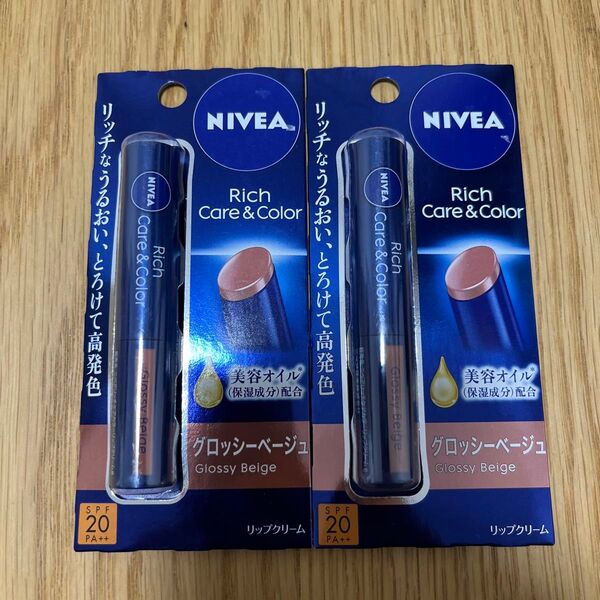 リッチなうるおい、とろけて高発色
NIVEA
Rich
Care & Color
NIVEA
Rich
Care & Color
Glossy Beige
美容オイル*
(保湿成分)配合
グロッシーベージュ
Glossy Beige
SPF
20
PA++
リップクリーム
リッチなうるおい、とろけて高発色
NIVEA
Rich
Care & Color
NIVEA
Rich
Care & Color
Glossy Beige
美容オイル*
(保湿成分)配合
グロッシーベージュ
Glossy Beige
SPF
20
PA++
リップクリーム